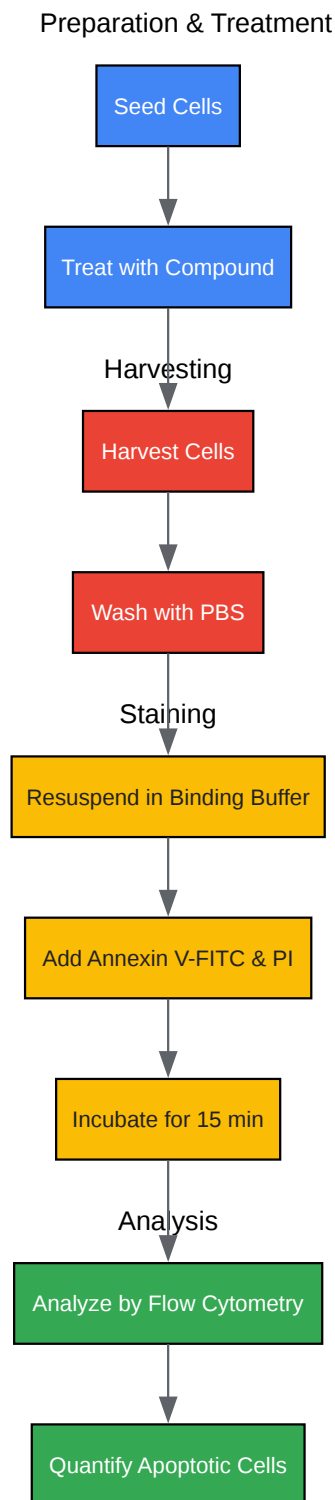 Preparation & Treatment
Seed Cells
Treat with Compound
Harvesting
Harvest Cells
Wash with PBS
Staining
Resuspend in Binding Buffer
Add Annexin V-FITC & PI
Incubate for 15 min
Analysis
Analyze by Flow Cytometry
Quantify Apoptotic Cells